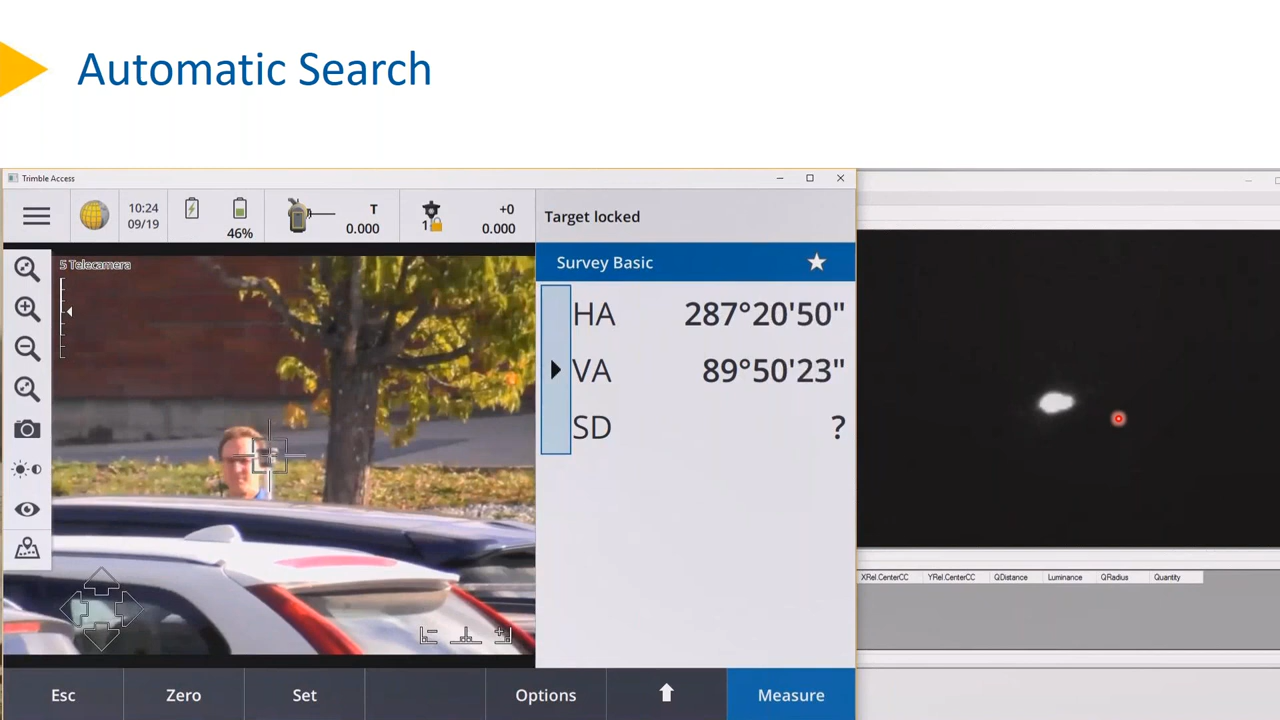 Automatic Search
Trimble Access
10:24
09/19
46%
T
0.000
1
+0
0.000
Target locked
5 Telecamera
Survey Basic
HA 287°20'50"
VA 89°50'23"
SD ?
XRel.CenterCC YRel.CenterCC QDistance Luminance QRadius Quantity
Esc Zero Set Options Measure